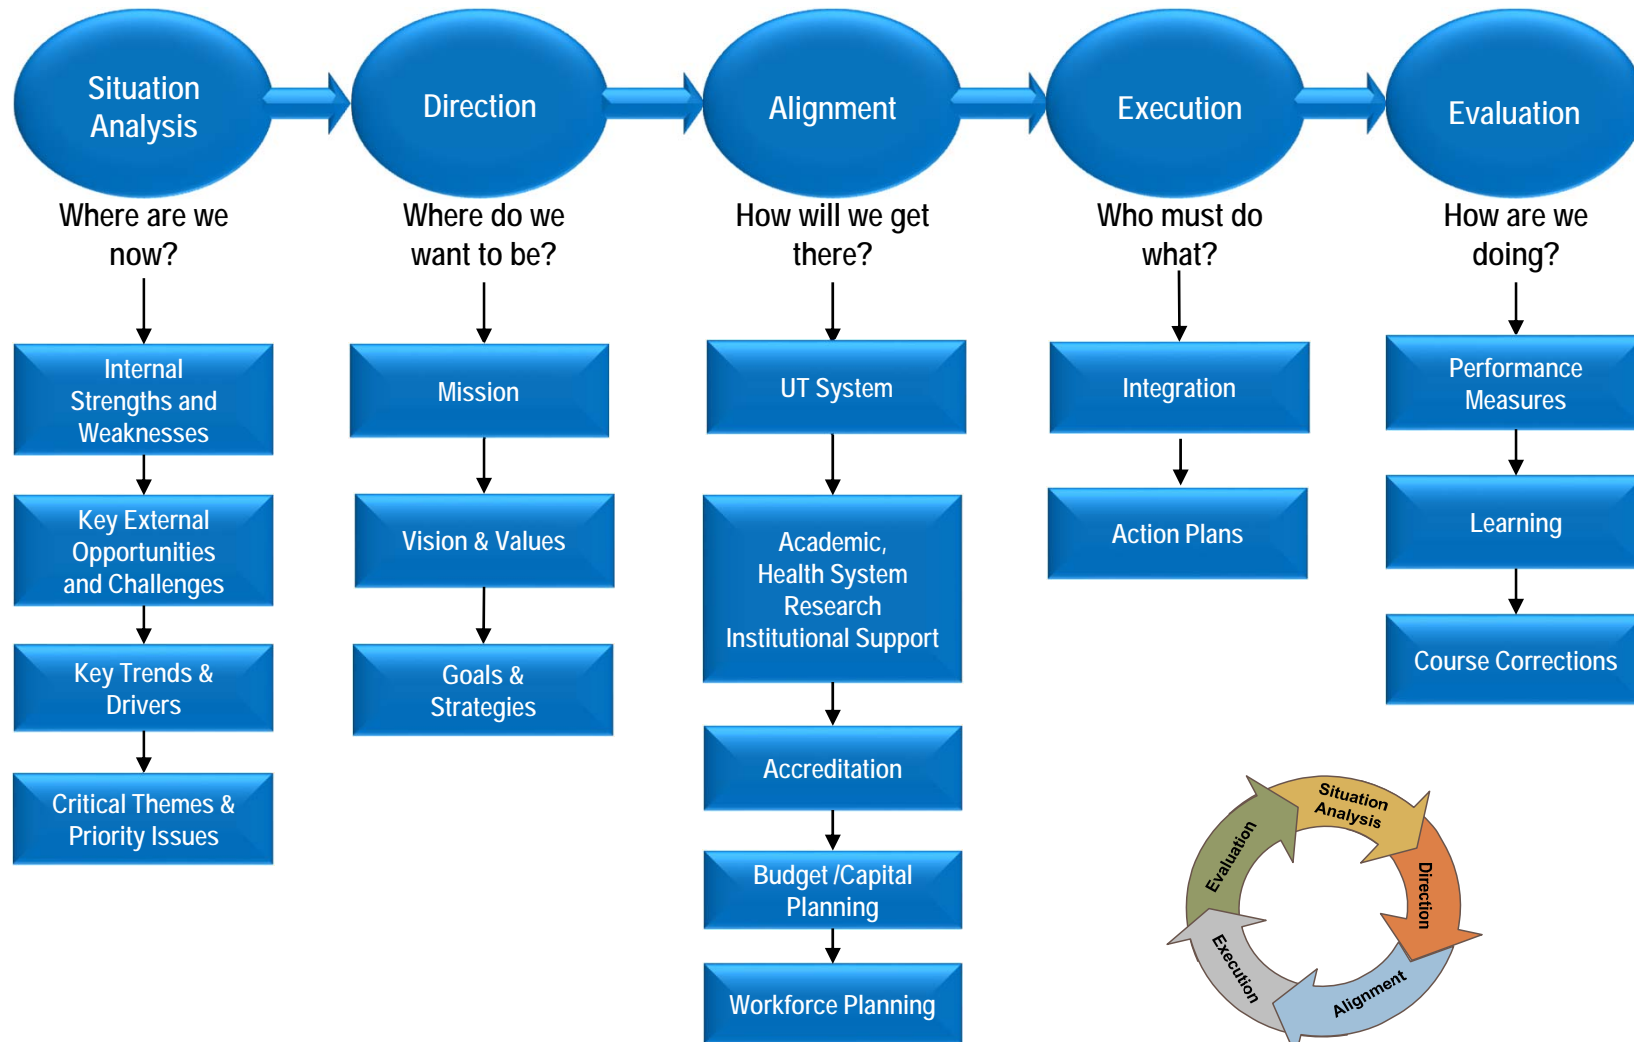 Situation
Analysis
Direction
Alignment
Execution
Evaluation
Where are we
now?
Where do we
want to be?
How will we get
there?
Who must do
what?
How are we
doing?
Internal
Strengths and
Weaknesses
Key External
Opportunities
and Challenges
Key Trends &
Drivers
Critical Themes &
Priority Issues
Mission
Vision & Values
Goals &
Strategies
UT System
Academic,
Health System
Research
Institutional Support
Accreditation
Budget /Capital
Planning
Workforce Planning
Integration
Action Plans
Performance
Measures
Learning
Course Corrections
Situation
Analysis
Direction
Alignment
Execution
Evaluation